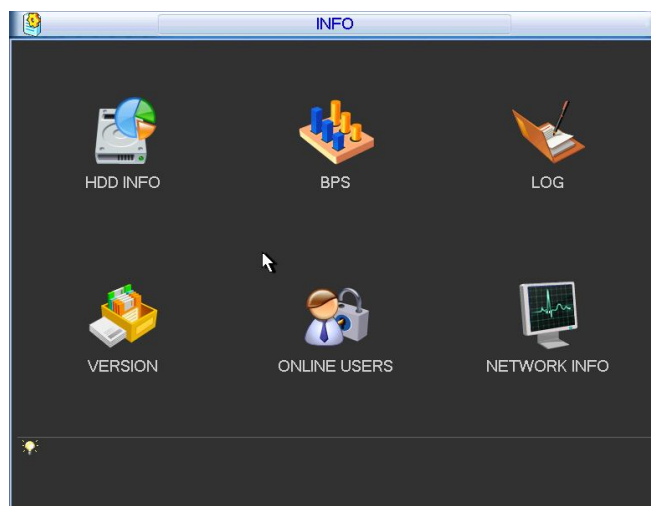 INFO
HDD INFO
BPS
LOG
VERSION
ONLINE USERS
NETWORK INFO